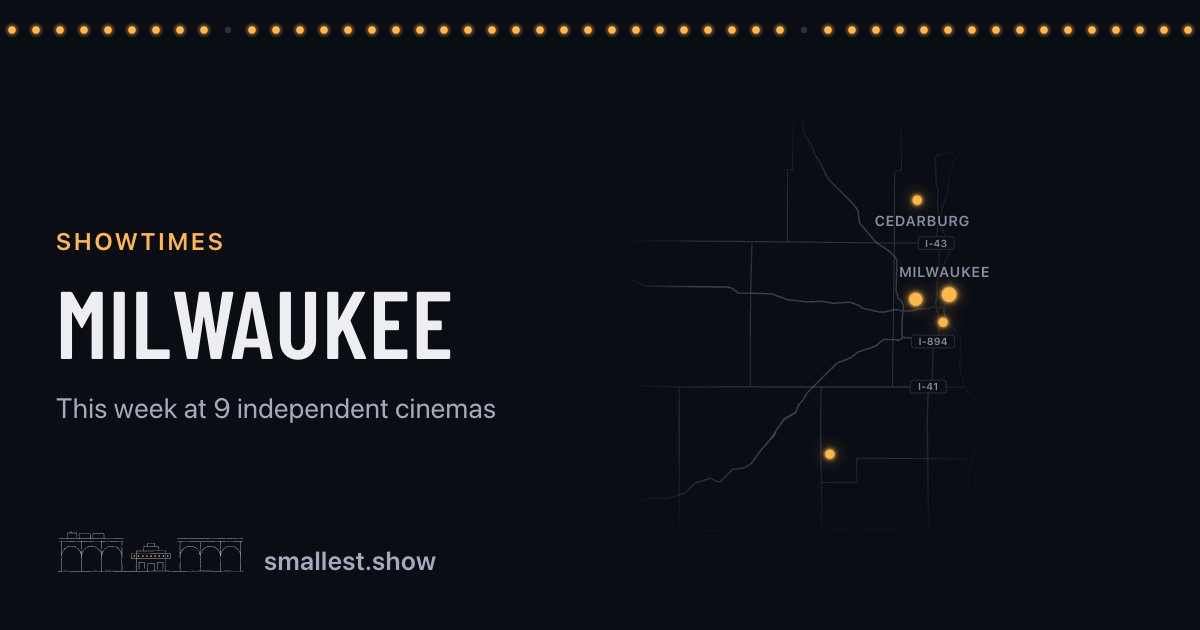 SHOWTIMES
MILWAUKEE
This week at 9 independent cinemas
smallest.show
CEDARBURG
I-43
MILWAUKEE
I-894
I-41